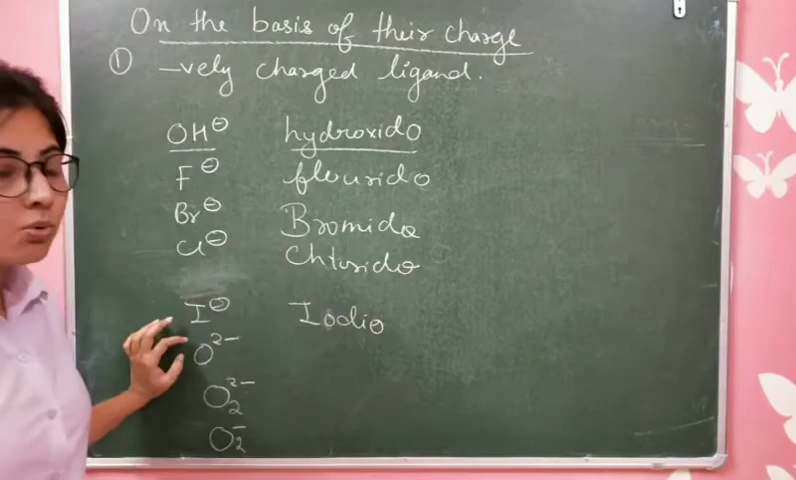 On the basis of their charge
① -vely charged ligand.
OH⊖ hydroxido
F⊖ flourido
Br⊖ Bromido
Cl⊖ Chlorido
I⊖ Iodio
O²⁻
O₂²⁻
O₂⁻